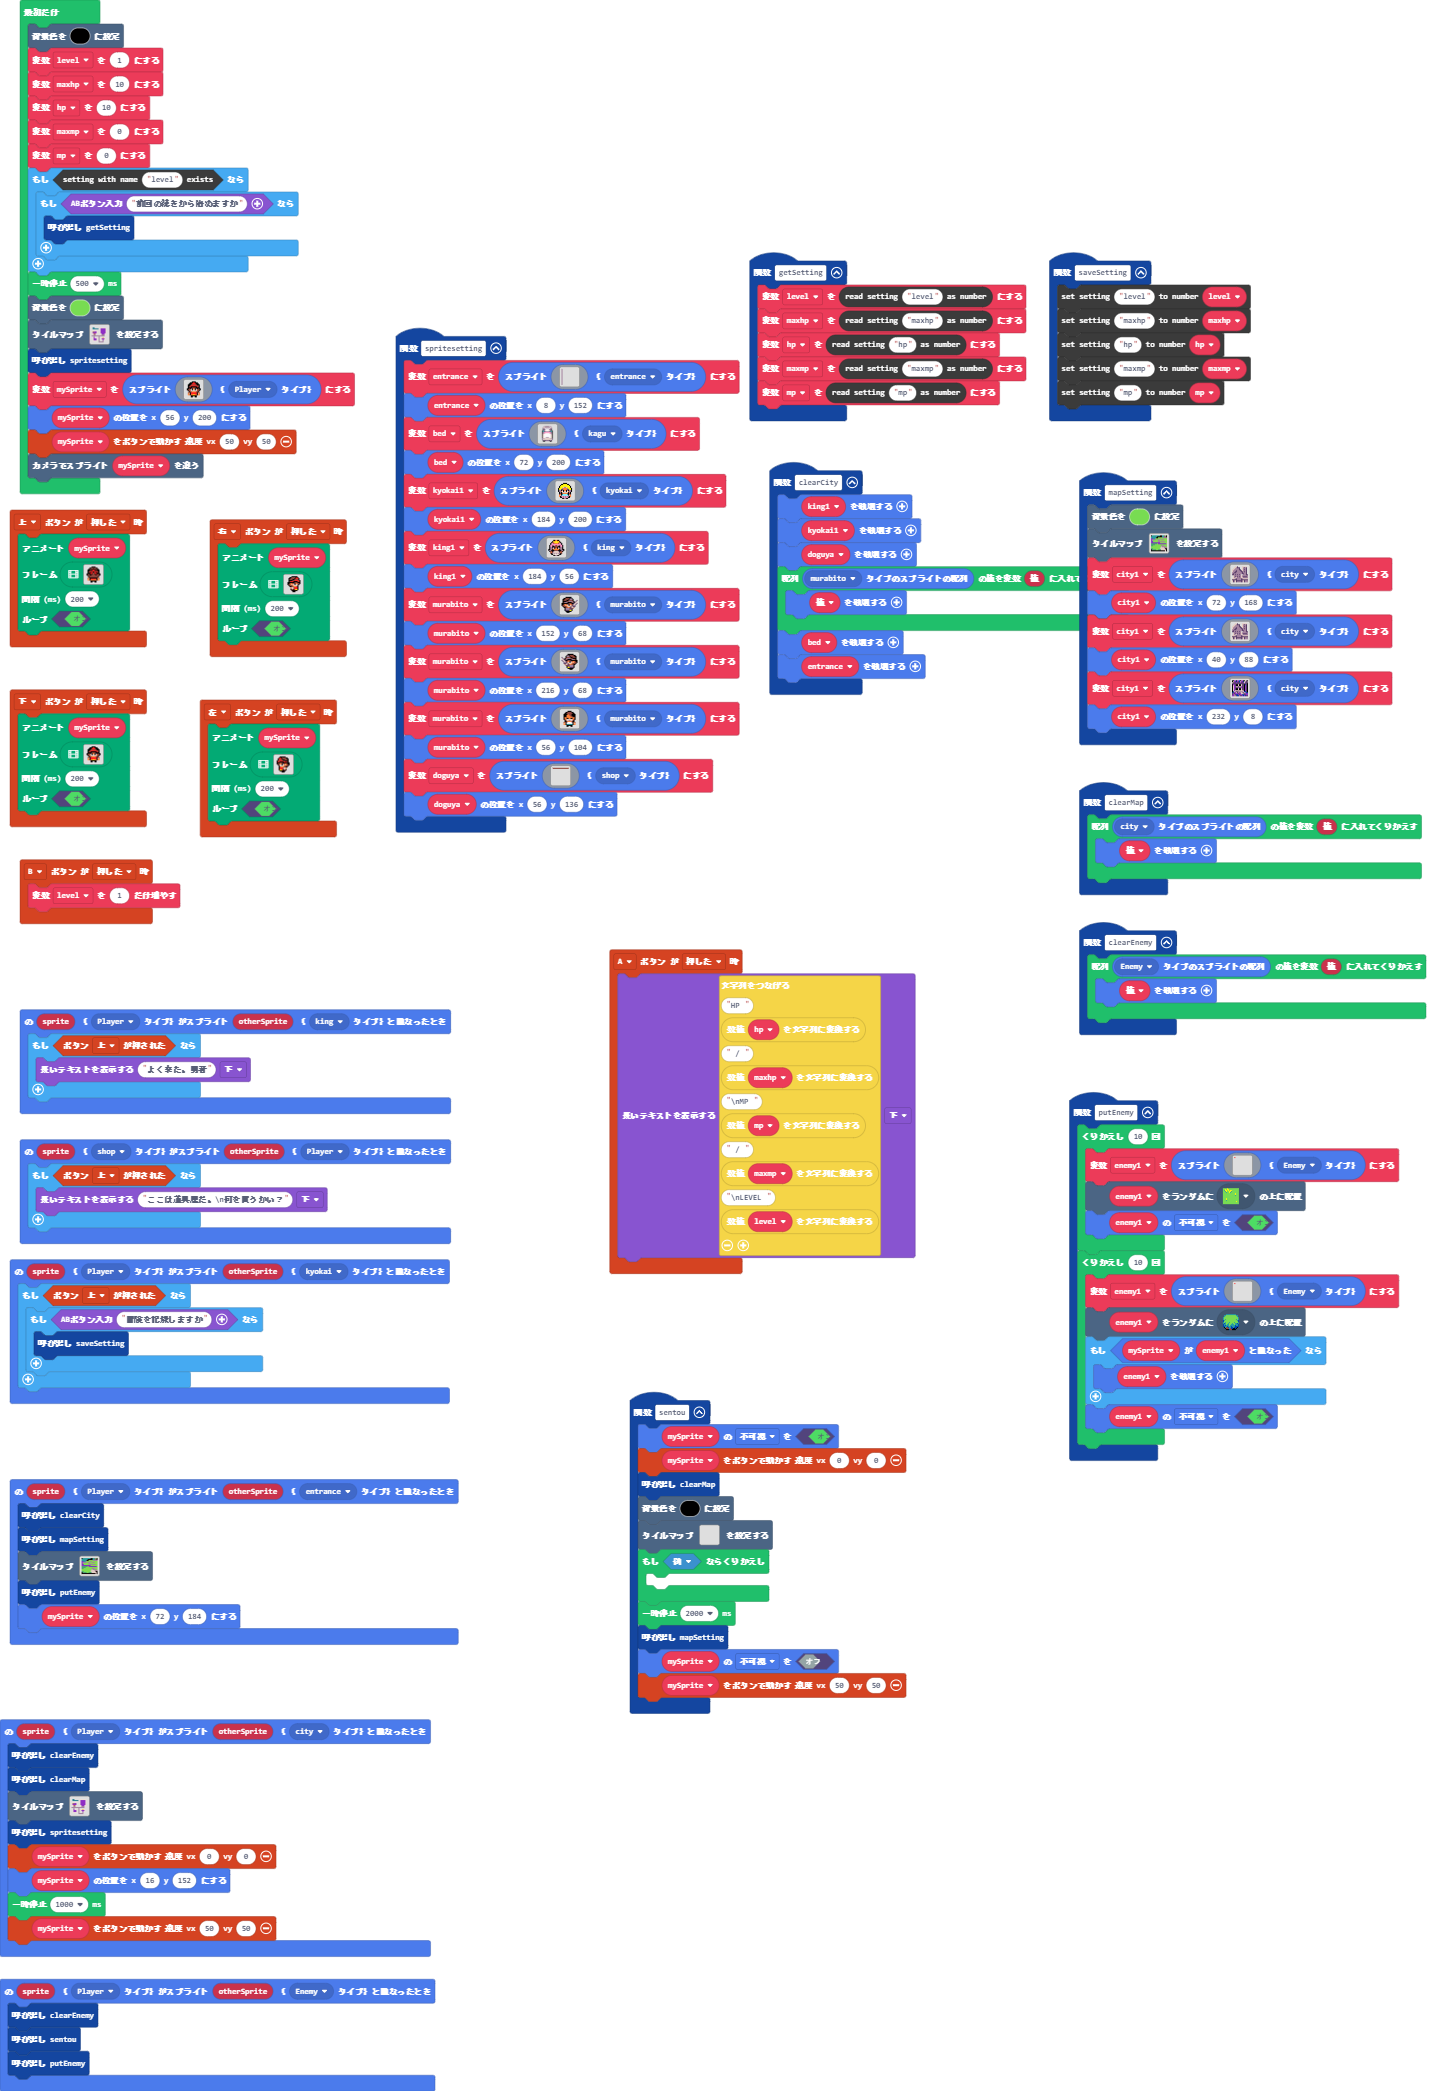 最初だけ
背景色を に設定
変数 level を 1 にする
変数 maxhp を 10 にする
変数 hp を 10 にする
変数 maxmp を 0 にする
変数 mp を 0 にする
もし setting with name "level" exists なら
もし ABボタン入力 "前回の続きから始めますか" なら
呼び出し getSetting
一時停止 500 ms
背景色を に設定
タイルマップ を設定する
呼び出し spritesetting
変数 mySprite を スプライト { Player タイプ} にする
mySprite の位置を x 56 y 200 にする
mySprite をボタンで動かす 速度 vx 50 vy 50
カメラでスプライト mySprite を追う
上 ボタン が 押した 時
アニメート mySprite
フレーム
間隔 (ms) 200
ループ オ
右 ボタン が 押した 時
アニメート mySprite
フレーム
間隔 (ms) 200
ループ オ
下 ボタン が 押した 時
アニメート mySprite
フレーム
間隔 (ms) 200
ループ オ
左 ボタン が 押した 時
アニメート mySprite
フレーム
間隔 (ms) 200
ループ オ
B ボタン が 押した 時
変数 level を 1 だけ増やす
関数 spritesetting
変数 entrance を スプライト { entrance タイプ} にする
entrance の位置を x 8 y 152 にする
変数 bed を スプライト { kagu タイプ} にする
bed の位置を x 72 y 200 にする
変数 kyokai1 を スプライト { kyokai タイプ} にする
kyokai1 の位置を x 184 y 200 にする
変数 king1 を スプライト { king タイプ} にする
king1 の位置を x 184 y 56 にする
変数 murabito を スプライト { murabito タイプ} にする
murabito の位置を x 152 y 68 にする
変数 murabito を スプライト { murabito タイプ} にする
murabito の位置を x 216 y 68 にする
変数 murabito を スプライト { murabito タイプ} にする
murabito の位置を x 56 y 104 にする
変数 doguya を スプライト { shop タイプ} にする
doguya の位置を x 56 y 136 にする
関数 getSetting
変数 level を read setting "level" as number にする
変数 maxhp を read setting "maxhp" as number にする
変数 hp を read setting "hp" as number にする
変数 maxmp を read setting "maxmp" as number にする
変数 mp を read setting "mp" as number にする
関数 saveSetting
set setting "level" to number level
set setting "maxhp" to number maxhp
set setting "hp" to number hp
set setting "maxmp" to number maxmp
set setting "mp" to number mp
関数 clearCity
king1 を破壊する
kyokai1 を破壊する
doguya を破壊する
配列 murabito タイプのスプライトの配列 の値を変数 値 に入れて
値 を破壊する
bed を破壊する
entrance を破壊する
関数 mapSetting
背景色を に設定
タイルマップ を設定する
変数 city1 を スプライト { city タイプ} にする
city1 の位置を x 72 y 168 にする
変数 city1 を スプライト { city タイプ} にする
city1 の位置を x 40 y 88 にする
変数 city1 を スプライト { city タイプ} にする
city1 の位置を x 232 y 8 にする
関数 clearMap
配列 city タイプのスプライトの配列 の値を変数 値 に入れてくりかえす
値 を破壊する
関数 clearEnemy
配列 Enemy タイプのスプライトの配列 の値を変数 値 に入れてくりかえす
値 を破壊する
の sprite { Player タイプ} がスプライト otherSprite { king タイプ} と重なったとき
もし ボタン 上 が押された なら
長いテキストを表示する "よく来た。勇者" 下
の sprite { shop タイプ} がスプライト otherSprite { Player タイプ} と重なったとき
もし ボタン 上 が押された なら
長いテキストを表示する "ここは道具屋だ。\n何を買うかい？" 下
の sprite { Player タイプ} がスプライト otherSprite { kyokai タイプ} と重なったとき
もし ボタン 上 が押された なら
もし ABボタン入力 "冒険を記録しますか" なら
呼び出し saveSetting
A ボタン が 押した 時
長いテキストを表示する
文字列をつなげる
"HP "
数値 hp を文字列に変換する
" / "
数値 maxhp を文字列に変換する
"\nMP "
数値 mp を文字列に変換する
" / "
数値 maxmp を文字列に変換する
"\nLEVEL "
数値 level を文字列に変換する
下
関数 putEnemy
くりかえし 10 回
変数 enemy1 を スプライト { Enemy タイプ} にする
enemy1 をランダムに の上に配置
enemy1 の 不可視 を オ
くりかえし 10 回
変数 enemy1 を スプライト { Enemy タイプ} にする
enemy1 をランダムに の上に配置
もし mySprite が enemy1 と重なった なら
enemy1 を破壊する
enemy1 の 不可視 を オ
関数 sentou
mySprite の 不可視 を オ
mySprite をボタンで動かす 速度 vx 0 vy 0
呼び出し clearMap
背景色を に設定
タイルマップ を設定する
もし 偽 ならくりかえし
一時停止 2000 ms
呼び出し mapSetting
mySprite の 不可視 を オフ
mySprite をボタンで動かす 速度 vx 50 vy 50
の sprite { Player タイプ} がスプライト otherSprite { entrance タイプ} と重なったとき
呼び出し clearCity
呼び出し mapSetting
タイルマップ を設定する
呼び出し putEnemy
mySprite の位置を x 72 y 184 にする
の sprite { Player タイプ} がスプライト otherSprite { city タイプ} と重なったとき
呼び出し clearEnemy
呼び出し clearMap
タイルマップ を設定する
呼び出し spritesetting
mySprite をボタンで動かす 速度 vx 0 vy 0
mySprite の位置を x 16 y 152 にする
一時停止 1000 ms
mySprite をボタンで動かす 速度 vx 50 vy 50
の sprite { Player タイプ} がスプライト otherSprite { Enemy タイプ} と重なったとき
呼び出し clearEnemy
呼び出し sentou
呼び出し putEnemy